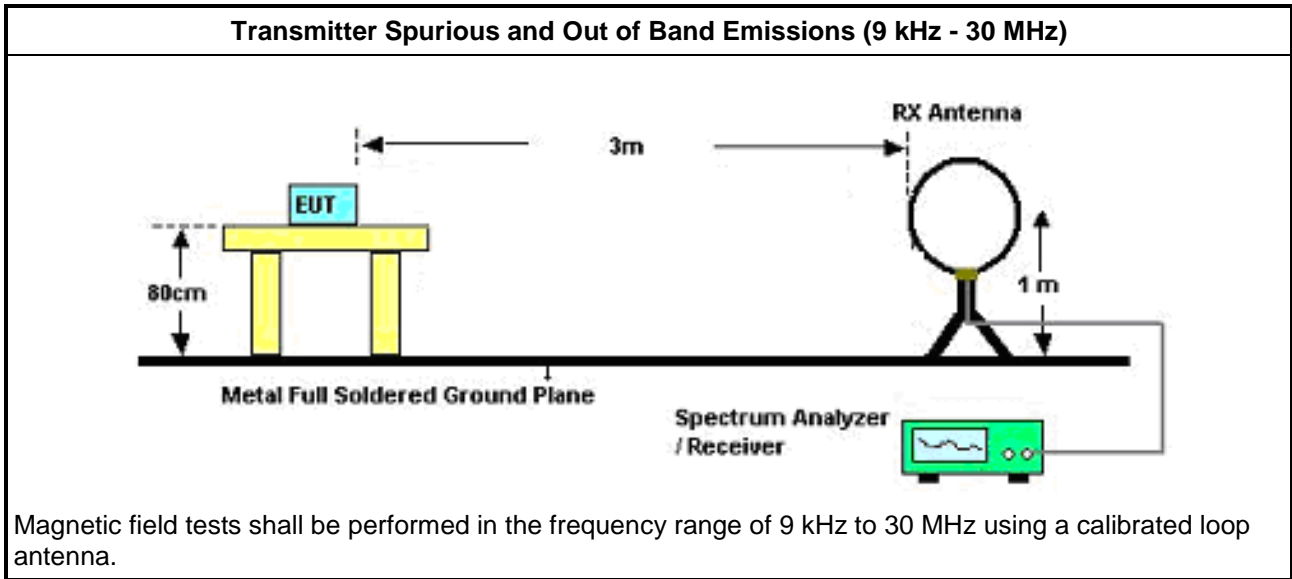 Transmitter Spurious and Out of Band Emissions (9 kHz - 30 MHz)
RX Antenna
3m
EUT
80cm
1 m
Metal Full Soldered Ground Plane
Spectrum Analyzer
/ Receiver
Magnetic field tests shall be performed in the frequency range of 9 kHz to 30 MHz using a calibrated loop
antenna.